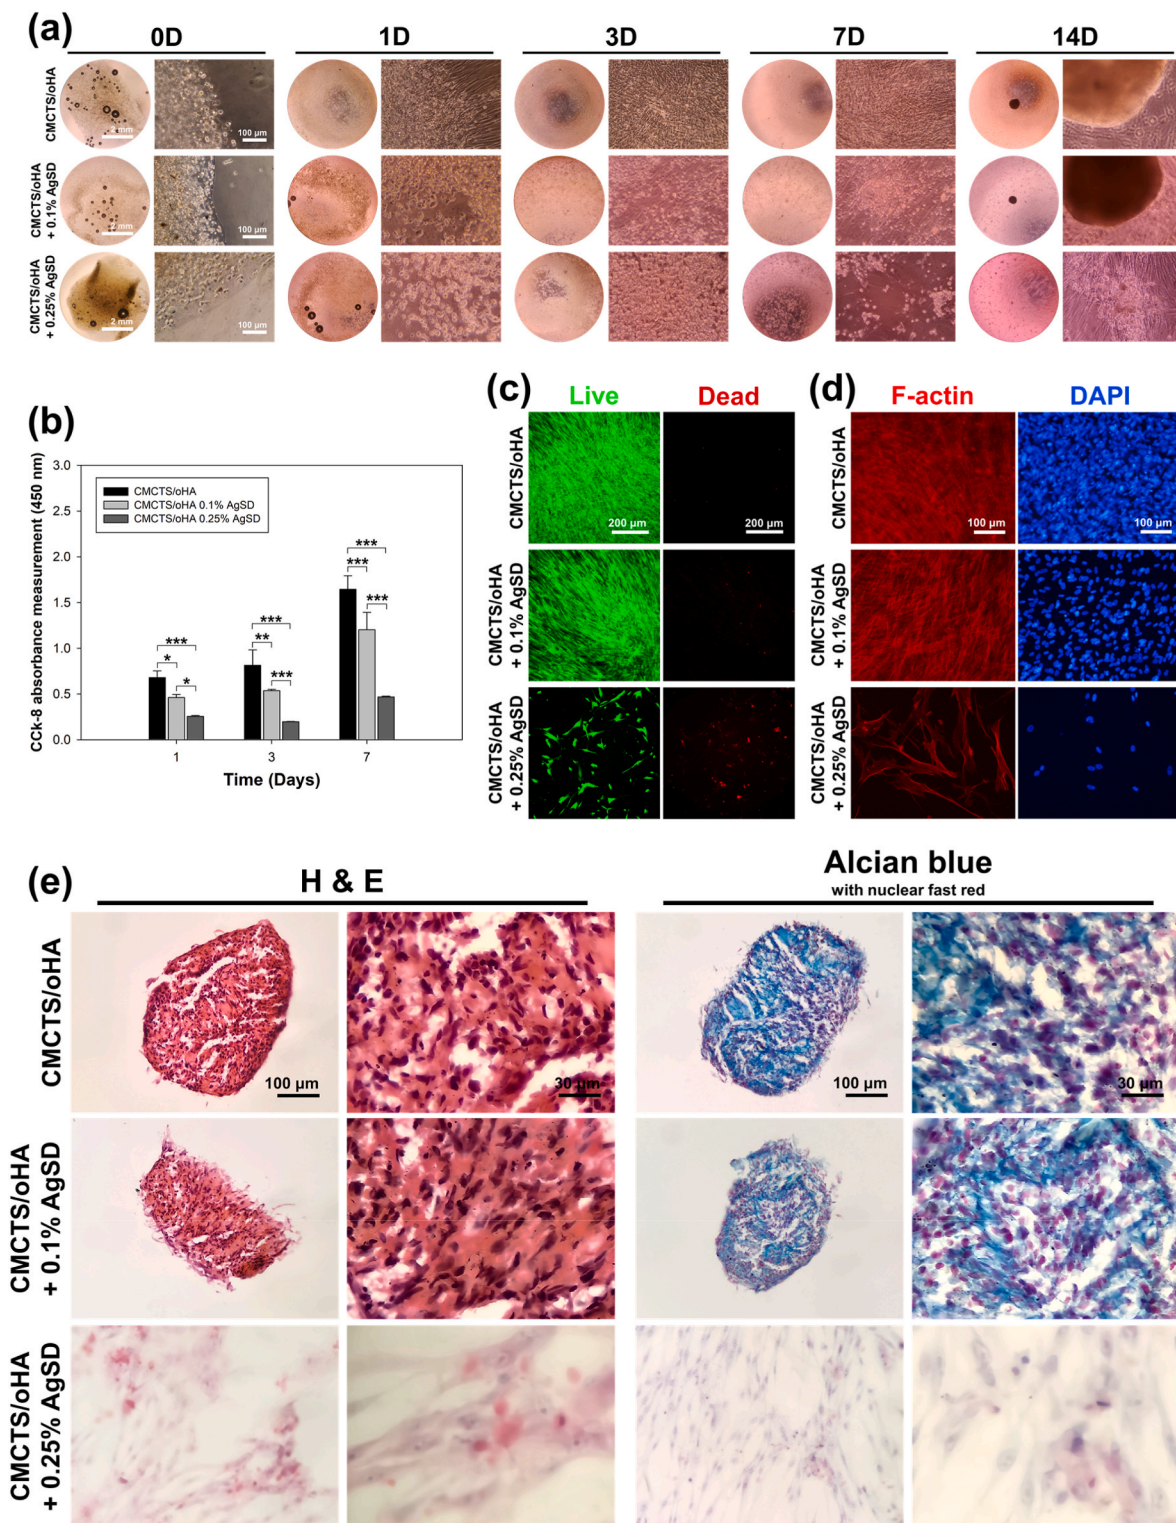 (a)
0D 1D 3D 7D 14D
CMCTS/oHA
2 mm 100 µm
CMCTS/oHA
+ 0.1% AgSD
2 mm 100 µm
CMCTS/oHA
+ 0.25% AgSD
2 mm 100 µm
(b)
CCk-8 absorbance measurement (450 nm)
3.0
2.5
2.0
1.5
1.0
0.5
0.0
CMCTS/oHA
CMCTS/oHA 0.1% AgSD
CMCTS/oHA 0.25% AgSD
***
*
*
***
**
***
***
***
***
1 3 7
Time (Days)
(c)
Live Dead
CMCTS/oHA
200 µm 200 µm
CMCTS/oHA
+ 0.1% AgSD
CMCTS/oHA
+ 0.25% AgSD
(d)
F-actin DAPI
CMCTS/oHA
100 µm 100 µm
CMCTS/oHA
+ 0.1% AgSD
CMCTS/oHA
+ 0.25% AgSD
(e)
H & E
Alcian blue
with nuclear fast red
CMCTS/oHA
100 µm 30 µm 100 µm 30 µm
CMCTS/oHA
+ 0.1% AgSD
CMCTS/oHA
+ 0.25% AgSD